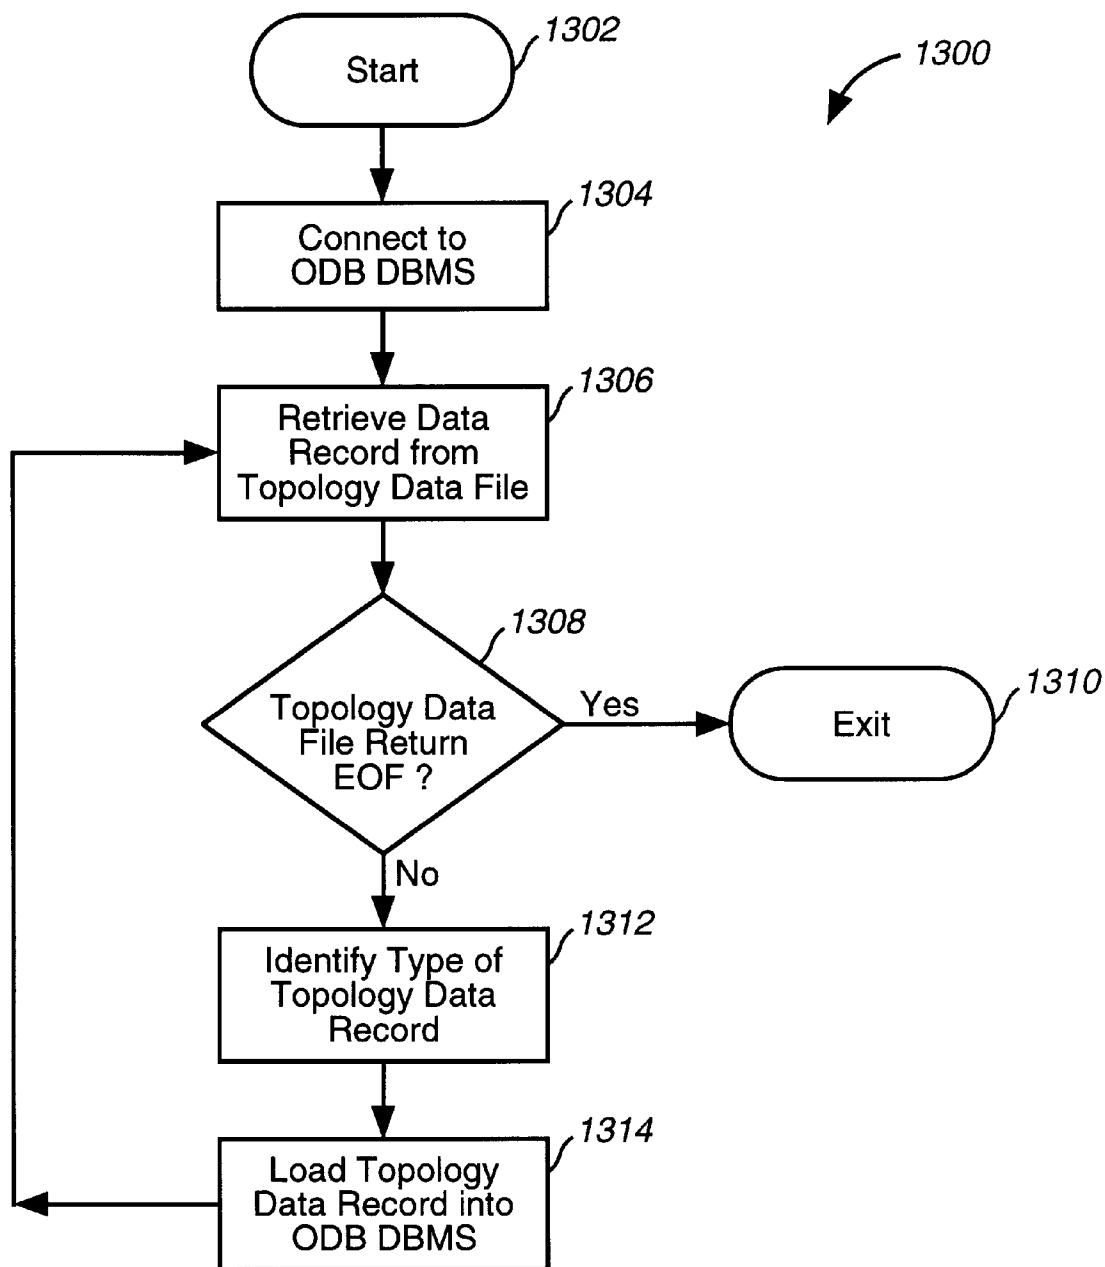 1302
Start
1300
1304
Connect to
ODB DBMS
1306
Retrieve Data
Record from
Topology Data File
1308
Topology Data
File Return
EOF ?
Yes
1310
Exit
No
1312
Identify Type of
Topology Data
Record
1314
Load Topology
Data Record into
ODB DBMS